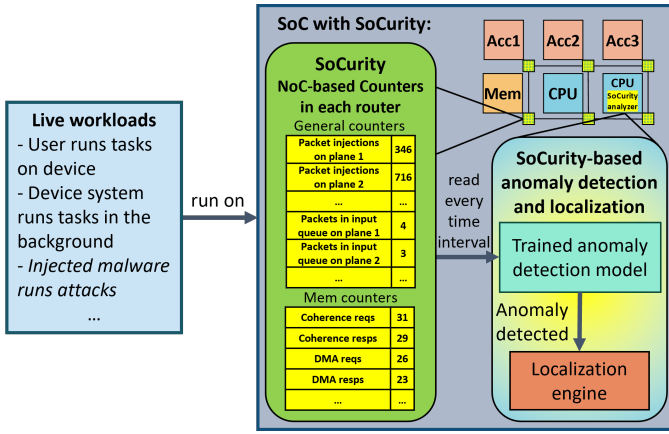 Live workloads
- User runs tasks
on device
- Device system
runs tasks in the
background
- Injected malware
runs attacks
...
run on
SoC with SoCurity:
SoCurity
NoC-based Counters
in each router
General counters
Packet injections
on plane 1
346
Packet injections
on plane 2
716
...
...
Packets in input
queue on plane 1
4
Packets in input
queue on plane 2
3
...
...
Mem counters
Coherence reqs
31
Coherence resps
29
DMA reqs
26
DMA resps
23
...
...
read
every
time
interval
Acc1
Acc2
Acc3
Mem
CPU
CPU
SoCurity
analyzer
SoCurity-based
anomaly detection
and localization
Trained anomaly
detection model
Anomaly
detected
Localization
engine